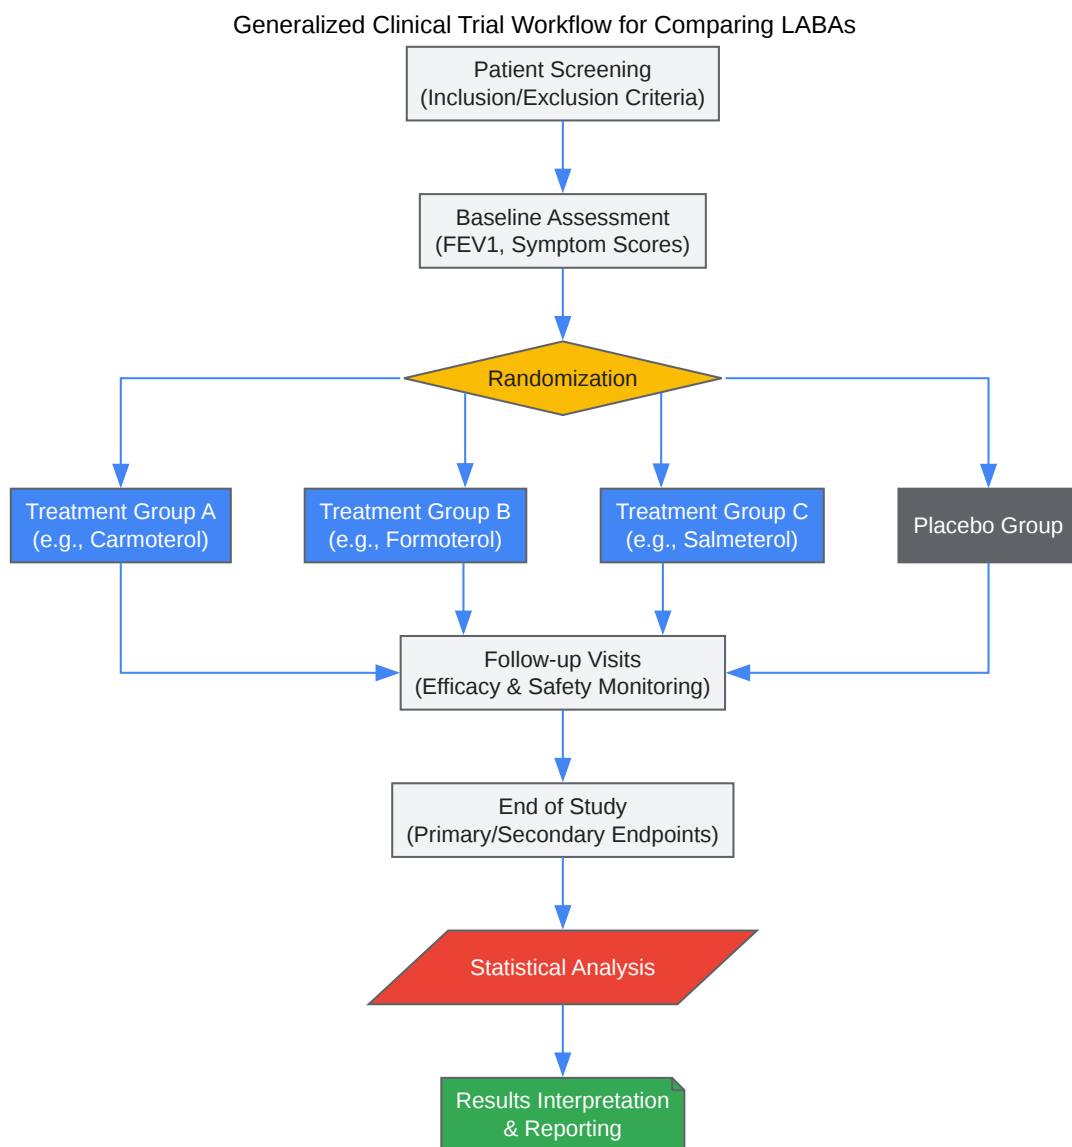 Generalized Clinical Trial Workflow for Comparing LABAs
Patient Screening
(Inclusion/Exclusion Criteria)
Baseline Assessment
(FEV1, Symptom Scores)
Randomization
Treatment Group A
(e.g., Carmoterol)
Treatment Group B
(e.g., Formoterol)
Treatment Group C
(e.g., Salmeterol)
Placebo Group
Follow-up Visits
(Efficacy & Safety Monitoring)
End of Study
(Primary/Secondary Endpoints)
Statistical Analysis
Results Interpretation
& Reporting